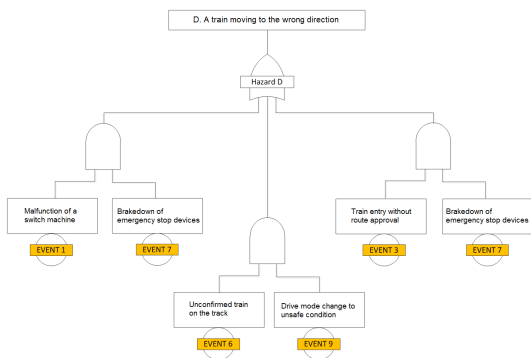 D. A train moving to the wrong direction
Hazard D
Malfunction of a
switch machine
EVENT 1
Brakedown of
emergency stop devices
EVENT 7
Unconfirmed train
on the track
EVENT 6
Drive mode change to
unsafe condition
EVENT 9
Train entry without
route approval
EVENT 3
Brakedown of
emergency stop devices
EVENT 7